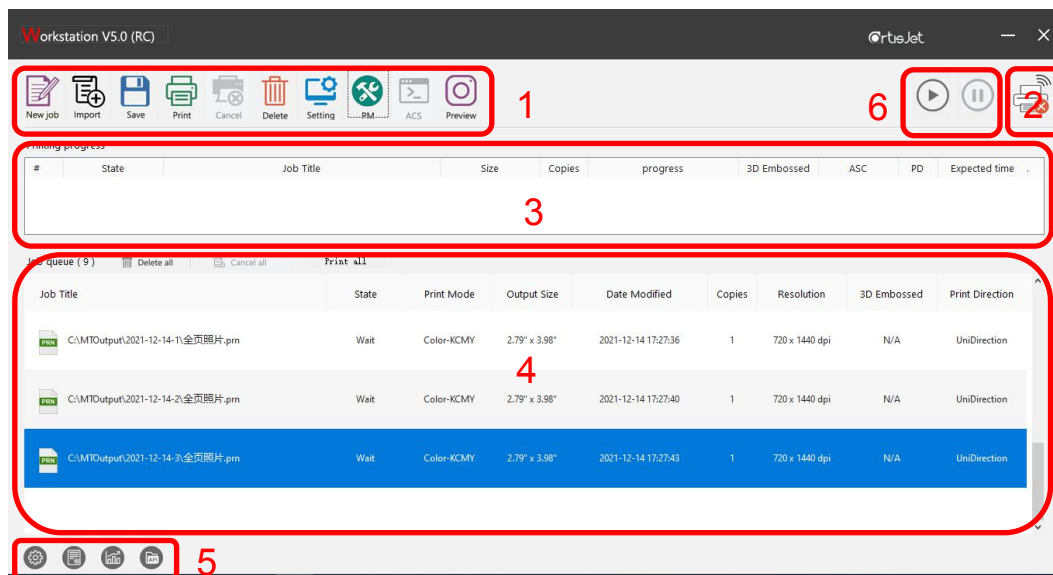 Workstation V5.0 (RC) ArtisJet
New job Import Save Print Cancel Delete Setting PM ACS Preview
1
6
2
Printing progress
# State Job Title Size Copies progress 3D Embossed ASC PD Expected time
3
Job queue ( 9 ) Delete all Cancel all Print all
Job Title State Print Mode Output Size Date Modified Copies Resolution 3D Embossed Print Direction
PRN C:\MTOutput\2021-12-14-1\全页照片.prn Wait Color-KCMY 2.79" x 3.98" 2021-12-14 17:27:36 1 720 x 1440 dpi N/A UniDirection
4
PRN C:\MTOutput\2021-12-14-2\全页照片.prn Wait Color-KCMY 2.79" x 3.98" 2021-12-14 17:27:40 1 720 x 1440 dpi N/A UniDirection
PRN C:\MTOutput\2021-12-14-3\全页照片.prn Wait Color-KCMY 2.79" x 3.98" 2021-12-14 17:27:43 1 720 x 1440 dpi N/A UniDirection
5